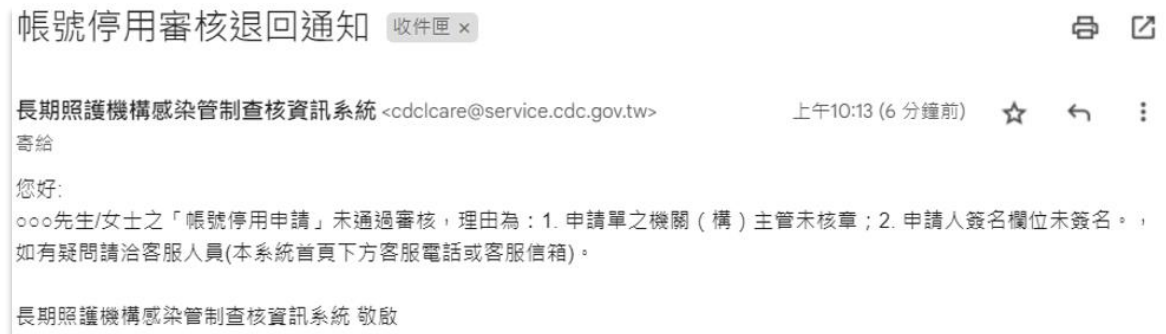 帳號停用審核退回通知 收件匣 ×
長期照護機構感染管制查核資訊系統 <cdclcare@service.cdc.gov.tw> 上午10:13 (6 分鐘前)
寄給
您好:
○○○先生/女士之「帳號停用申請」未通過審核，理由為：1. 申請單之機關（構）主管未核章；2. 申請人簽名欄位未簽名。，
如有疑問請洽客服人員(本系統首頁下方客服電話或客服信箱)。
長期照護機構感染管制查核資訊系統 敬啟